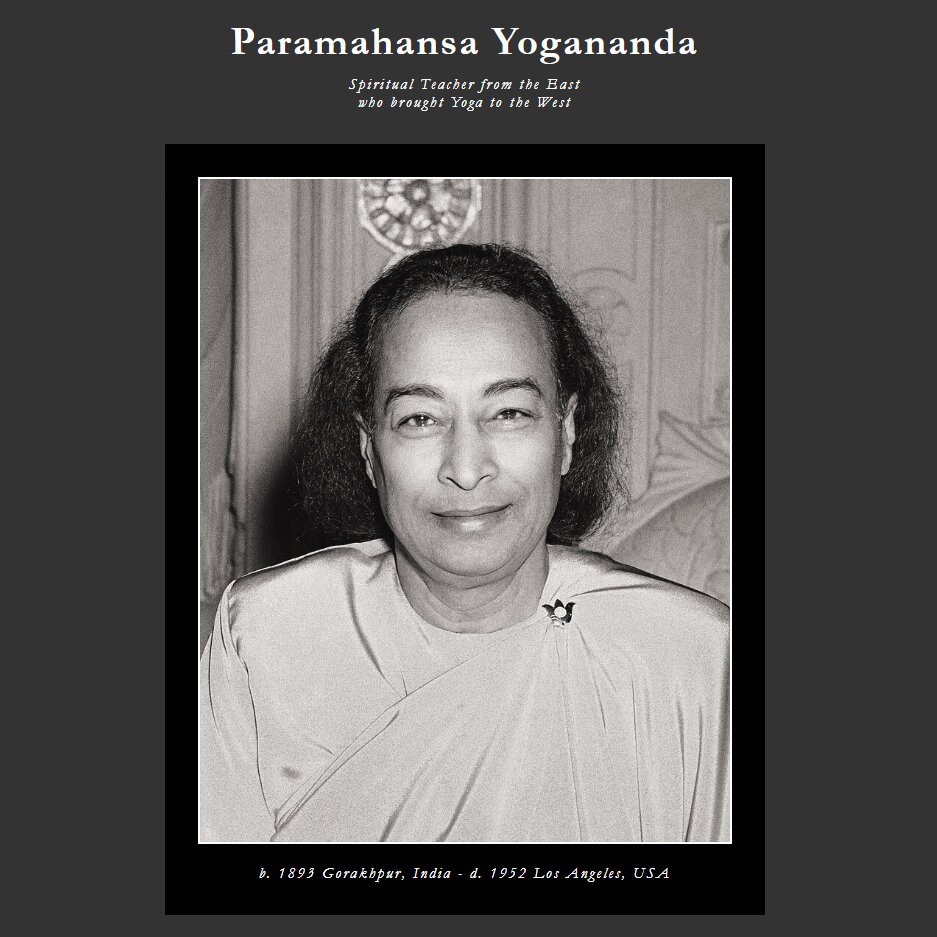 Paramahansa Yogananda
Spiritual Teacher from the East
who brought Yoga to the West
b. 1893 Gorakhpur, India - d. 1952 Los Angeles, USA